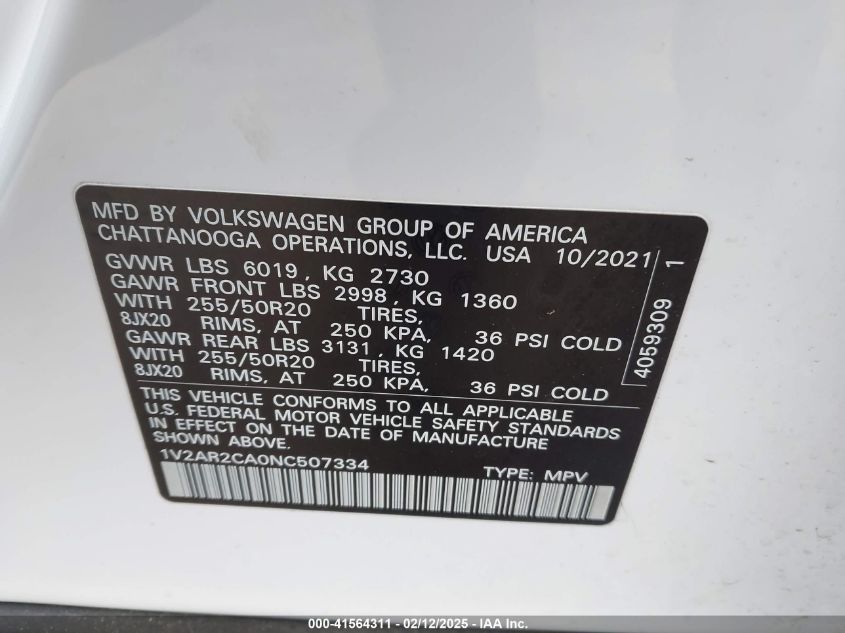 MFD BY VOLKSWAGEN GROUP OF AMERICA
CHATTANOOGA OPERATIONS, LLC. USA 10/2021
GVWR LBS 6019, KG 2730
GAWR FRONT LBS 2998, KG 1360
WITH 255/50R20 TIRES,
8JX20 RIMS, AT 250 KPA, 36 PSI COLD
GAWR REAR LBS 3131, KG 1420
WITH 255/50R20 TIRES,
8JX20 RIMS, AT 250 KPA, 36 PSI COLD
THIS VEHICLE CONFORMS TO ALL APPLICABLE
U.S. FEDERAL MOTOR VEHICLE SAFETY STANDARDS
IN EFFECT ON THE DATE OF MANUFACTURE
SHOWN ABOVE.
1V2AR2CA0NC507334 TYPE: MPV
4059309 1
000-41564311 - 02/12/2025 - IAA Inc.